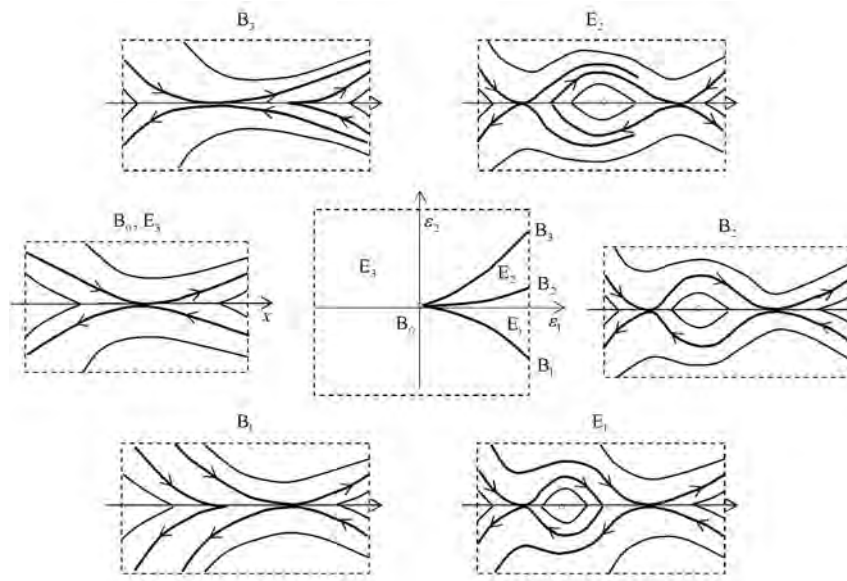 B₃
E₂
B₀, E₃
x
ε₂
B₃
E₃
E₂
B₂
B₀
E₁
ε₁
B₁
B₂
B₁
E₁